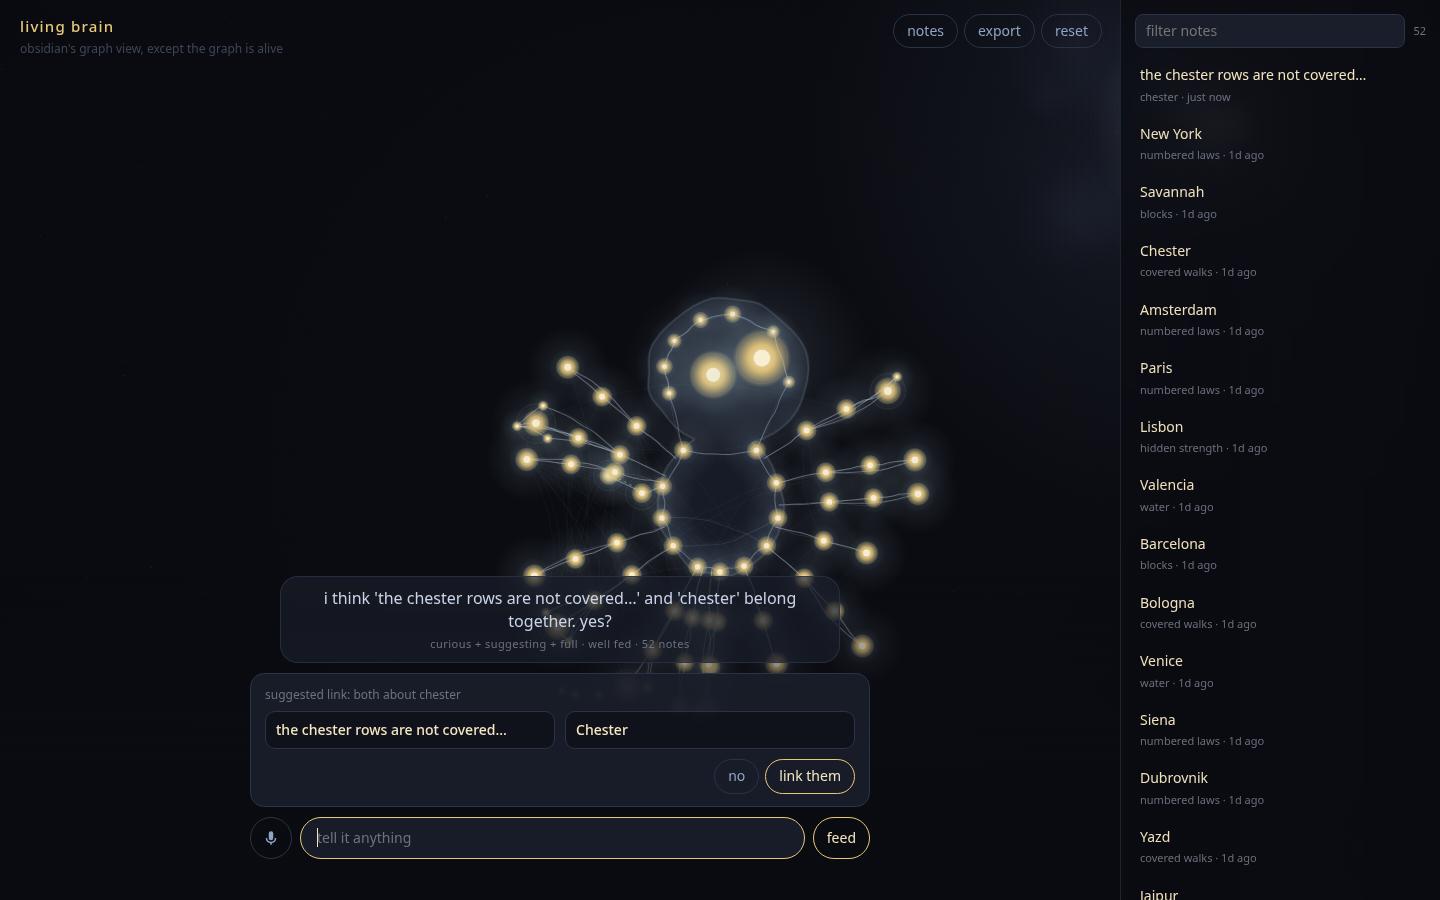 living brain
obsidian's graph view, except the graph is alive
notes
export
reset
filter notes
52
the chester rows are not covered...
chester · just now
New York
numbered laws · 1d ago
Savannah
blocks · 1d ago
Chester
covered walks · 1d ago
Amsterdam
numbered laws · 1d ago
Paris
numbered laws · 1d ago
Lisbon
hidden strength · 1d ago
Valencia
water · 1d ago
Barcelona
blocks · 1d ago
Bologna
covered walks · 1d ago
Venice
water · 1d ago
Siena
numbered laws · 1d ago
Dubrovnik
numbered laws · 1d ago
Yazd
covered walks · 1d ago
Jaipur
i think 'the chester rows are not covered...' and 'chester' belong
together. yes?
curious + suggesting + full · well fed · 52 notes
suggested link: both about chester
the chester rows are not covered...
Chester
no
link them
tell it anything
feed